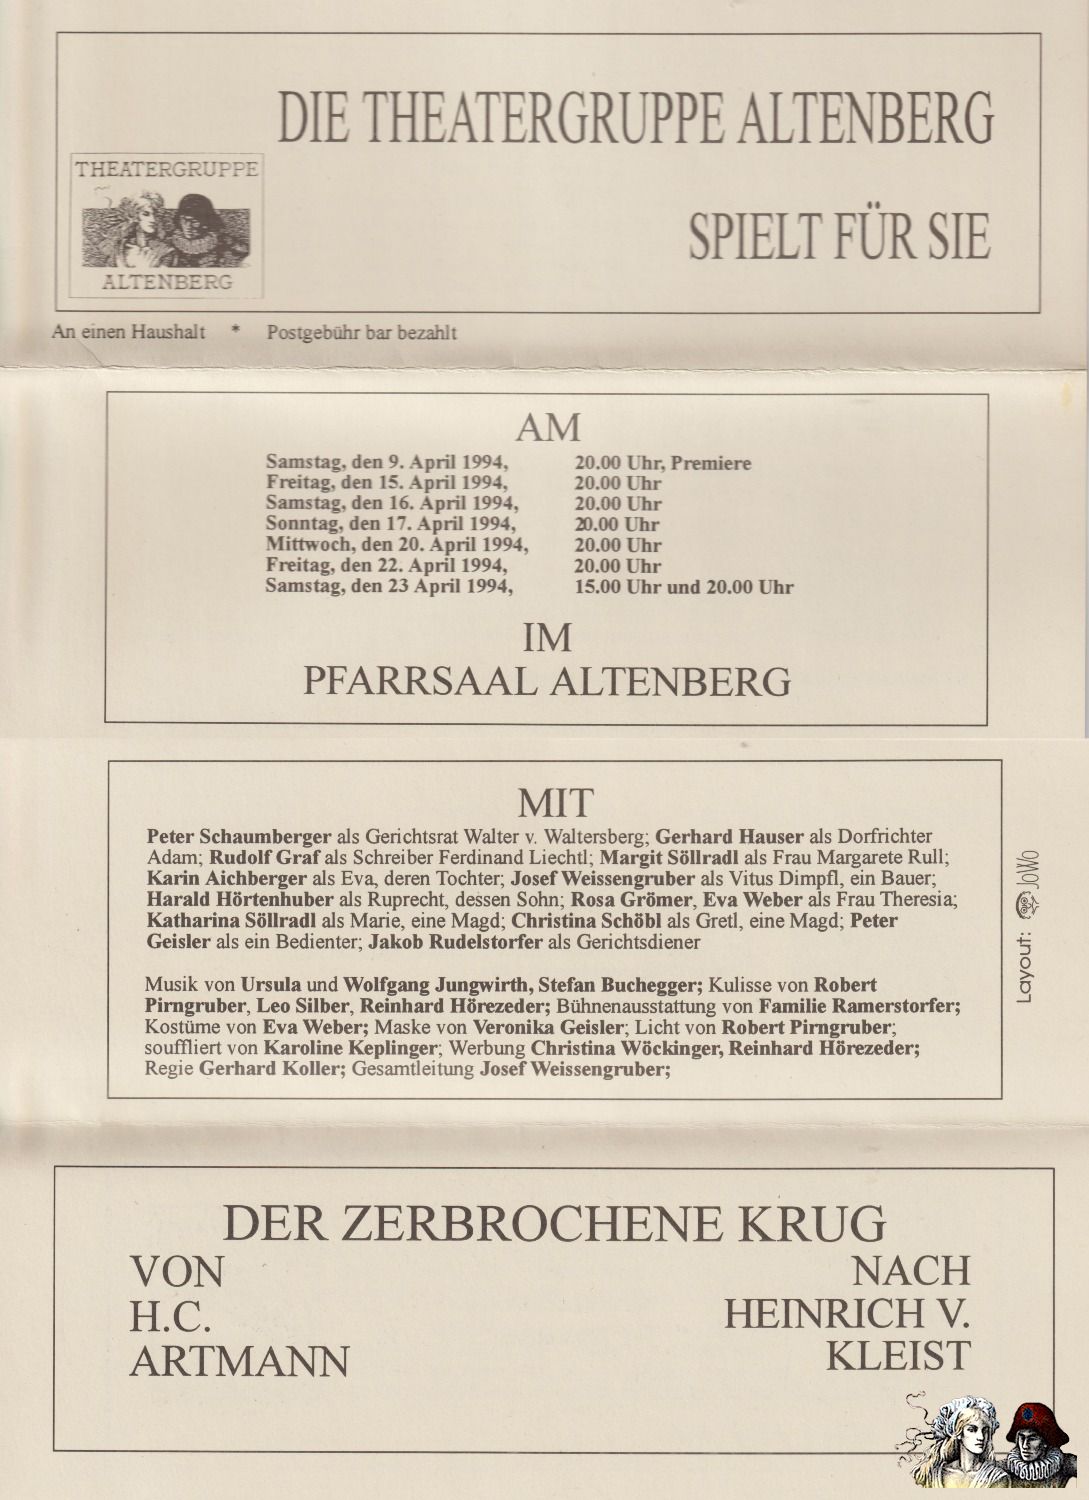 DIE THEATERGRUPPE ALTENBERG
THEATERGRUPPE
ALTENBERG
SPIELT FÜR SIE
An einen Haushalt * Postgebühr bar bezahlt
AM
Samstag, den 9. April 1994, 20.00 Uhr, Premiere
Freitag, den 15. April 1994, 20.00 Uhr
Samstag, den 16. April 1994, 20.00 Uhr
Sonntag, den 17. April 1994, 20.00 Uhr
Mittwoch, den 20. April 1994, 20.00 Uhr
Freitag, den 22. April 1994, 20.00 Uhr
Samstag, den 23 April 1994, 15.00 Uhr und 20.00 Uhr
IM
PFARRSAAL ALTENBERG
MIT
Peter Schaumberger als Gerichtsrat Walter v. Waltersberg; Gerhard Hauser als Dorfrichter
Adam; Rudolf Graf als Schreiber Ferdinand Liechtl; Margit Söllradl als Frau Margarete Rull;
Karin Aichberger als Eva, deren Tochter; Josef Weissengruber als Vitus Dimpfl, ein Bauer;
Harald Hörtenhuber als Ruprecht, dessen Sohn; Rosa Grömer, Eva Weber als Frau Theresia;
Katharina Söllradl als Marie, eine Magd; Christina Schöbl als Gretl, eine Magd; Peter
Geisler als ein Bedienter; Jakob Rudelstorfer als Gerichtsdiener
Musik von Ursula und Wolfgang Jungwirth, Stefan Buchegger; Kulisse von Robert
Pirngruber, Leo Silber, Reinhard Hörezeder; Bühnenausstattung von Familie Ramerstorfer;
Kostüme von Eva Weber; Maske von Veronika Geisler; Licht von Robert Pirngruber;
souffliert von Karoline Keplinger; Werbung Christina Wöckinger, Reinhard Hörezeder;
Regie Gerhard Koller; Gesamtleitung Josef Weissengruber;
Layout: JoWo
DER ZERBROCHENE KRUG
VON
H.C.
ARTMANN
NACH
HEINRICH V.
KLEIST